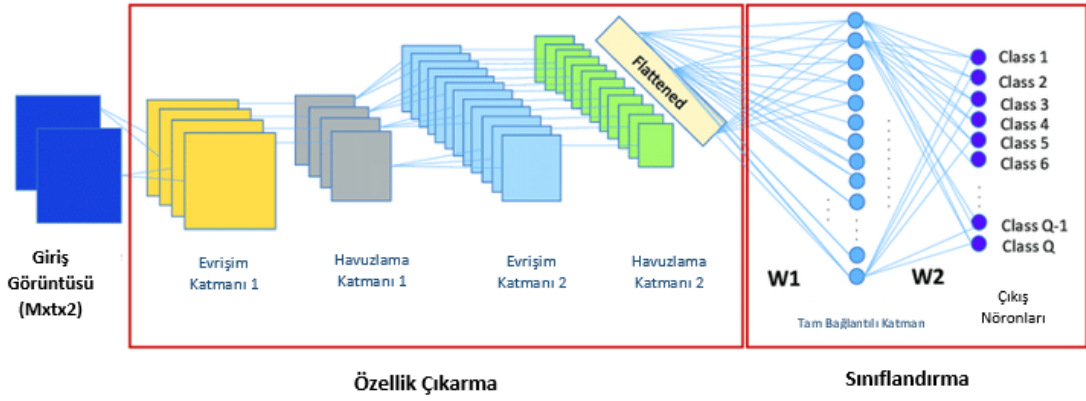 Giriş
Görüntüsü
(Mxtx2)
Evrişim
Katmanı 1
Havuzlama
Katmanı 1
Evrişim
Katmanı 2
Havuzlama
Katmanı 2
Flattened
Özellik Çıkarma
W1
W2
Tam Bağlantılı Katman
Class 1
Class 2
Class 3
Class 4
Class 5
Class 6
Class Q-1
Class Q
Çıkış
Nöronları
Sınıflandırma